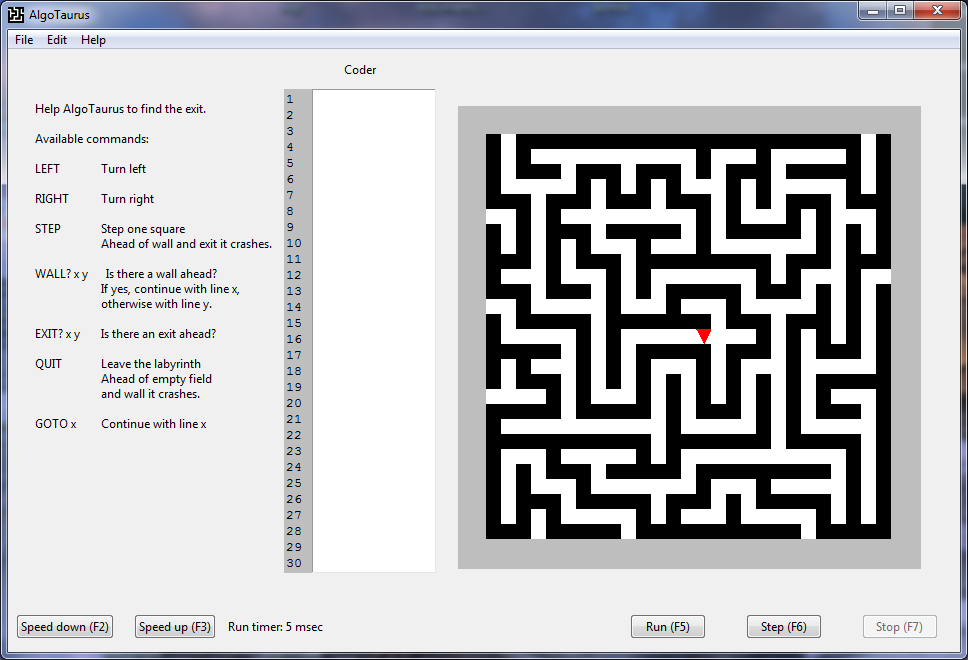 AlgoTaurus
File Edit Help
Coder
Help AlgoTaurus to find the exit.
Available commands:
LEFT Turn left
RIGHT Turn right
STEP Step one square
Ahead of wall and exit it crashes.
WALL? x y Is there a wall ahead?
If yes, continue with line x,
otherwise with line y.
EXIT? x y Is there an exit ahead?
QUIT Leave the labyrinth
Ahead of empty field
and wall it crashes.
GOTO x Continue with line x
1
2
3
4
5
6
7
8
9
10
11
12
13
14
15
16
17
18
19
20
21
22
23
24
25
26
27
28
29
30
Speed down (F2) Speed up (F3) Run timer: 5 msec Run (F5) Step (F6) Stop (F7)